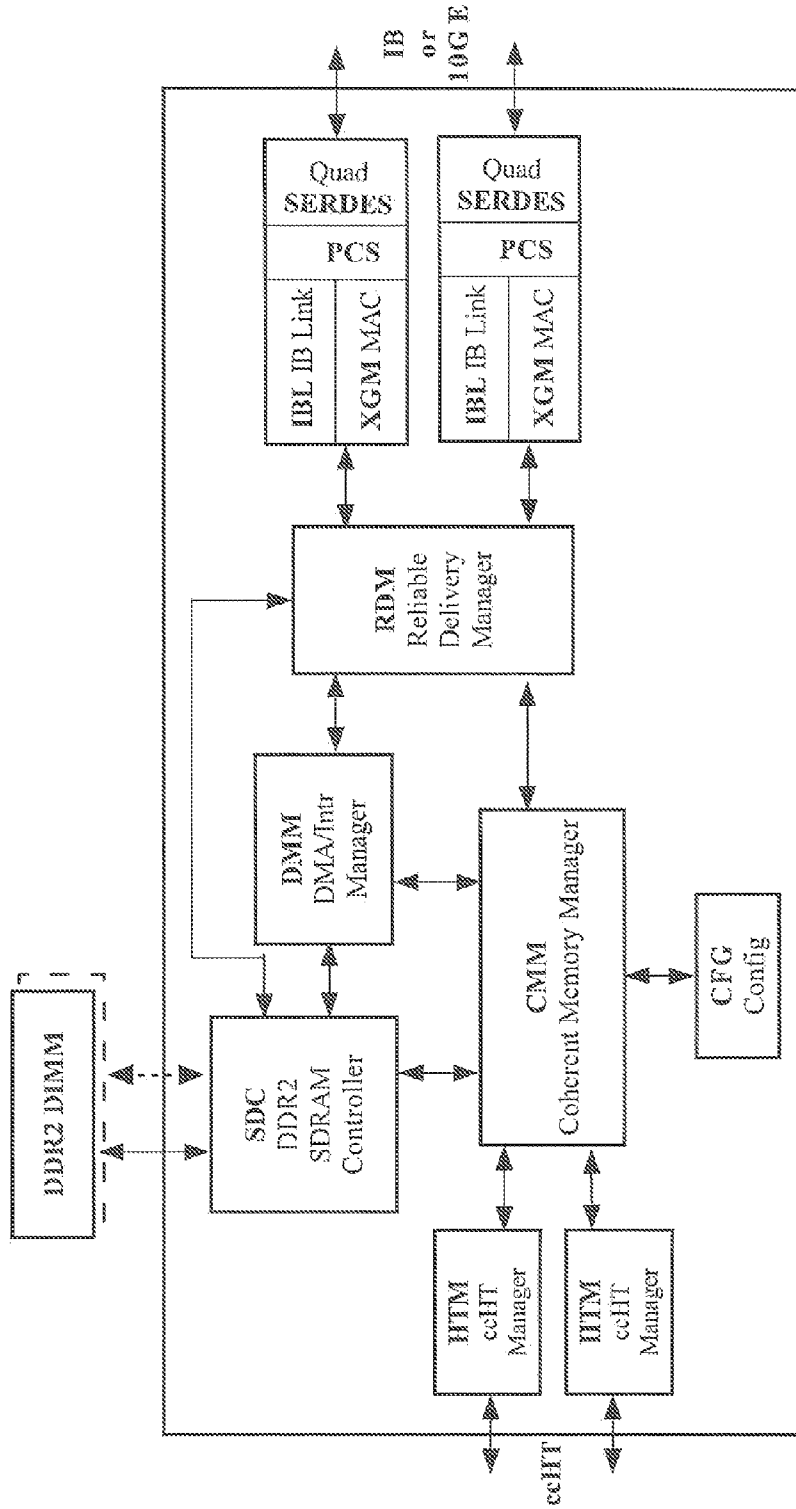 DDR2 DIMM
SDC
DDR2
SDRAM
Controller
DMM
DMA/Intr
Manager
RDM
Reliable
Delivery
Manager
IBL IB Link
XGM MAC
PCS
Quad
SERDES
IBL IB Link
XGM MAC
PCS
Quad
SERDES
IB
or
10G E
ccHT
HTM
ccHT
Manager
HTM
ccHT
Manager
CMM
Coherent Memory Manager
CFG
Config